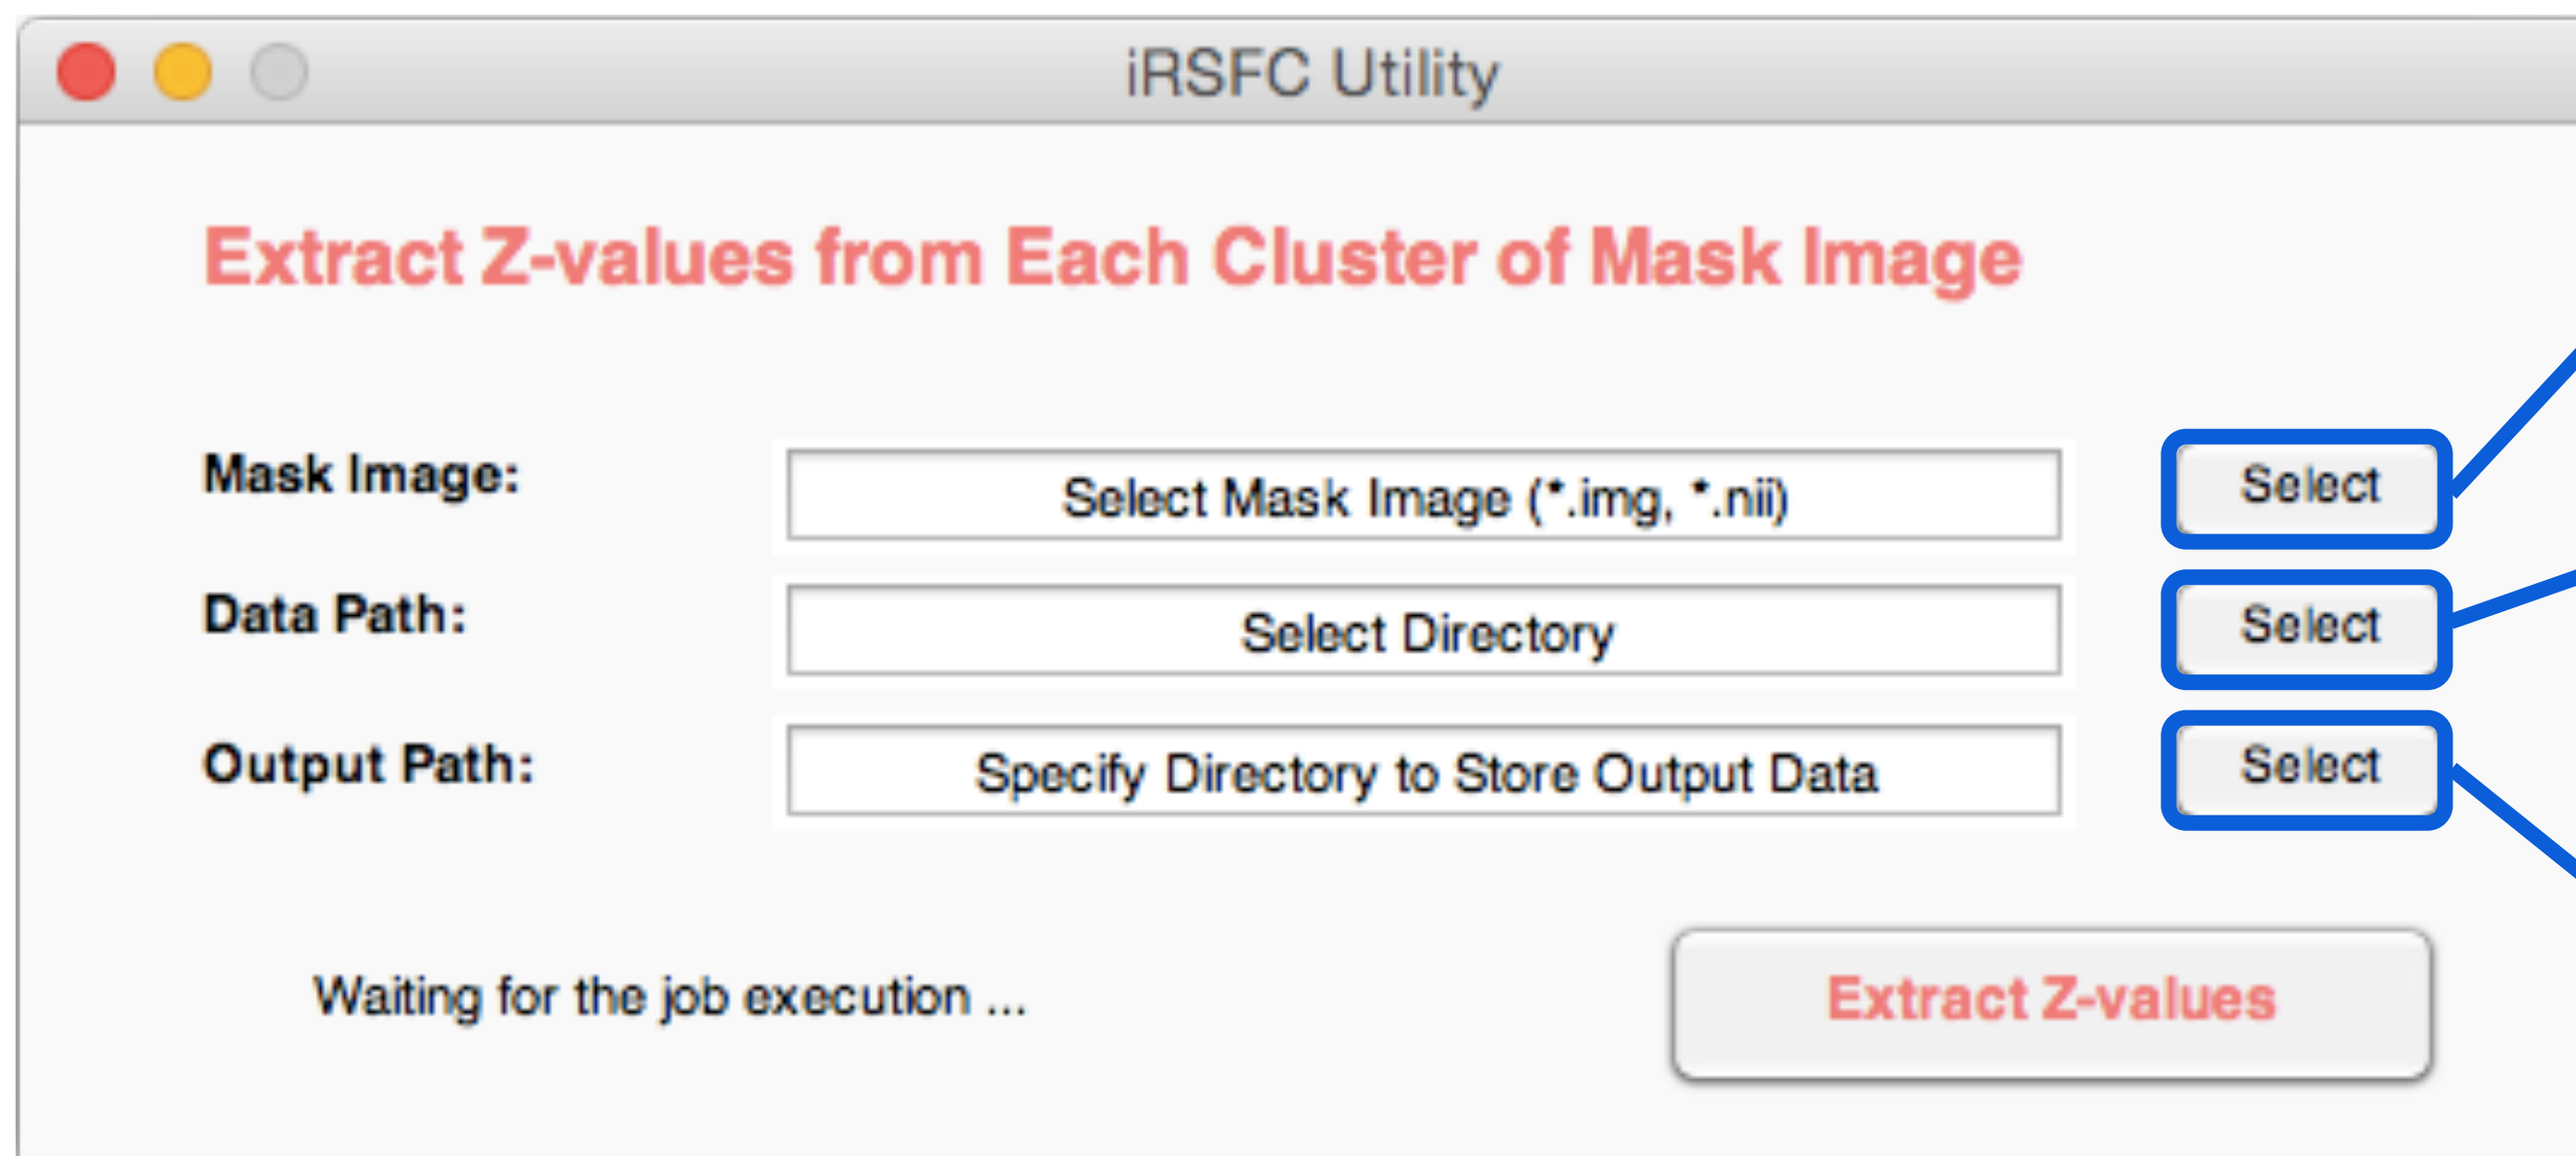 iRSFC Utility
Extract Z-values from Each Cluster of Mask Image
Mask Image: Select Mask Image (*.img, *.nii) Select
Data Path: Select Directory Select
Output Path: Specify Directory to Store Output Data Select
Waiting for the job execution ... Extract Z-values